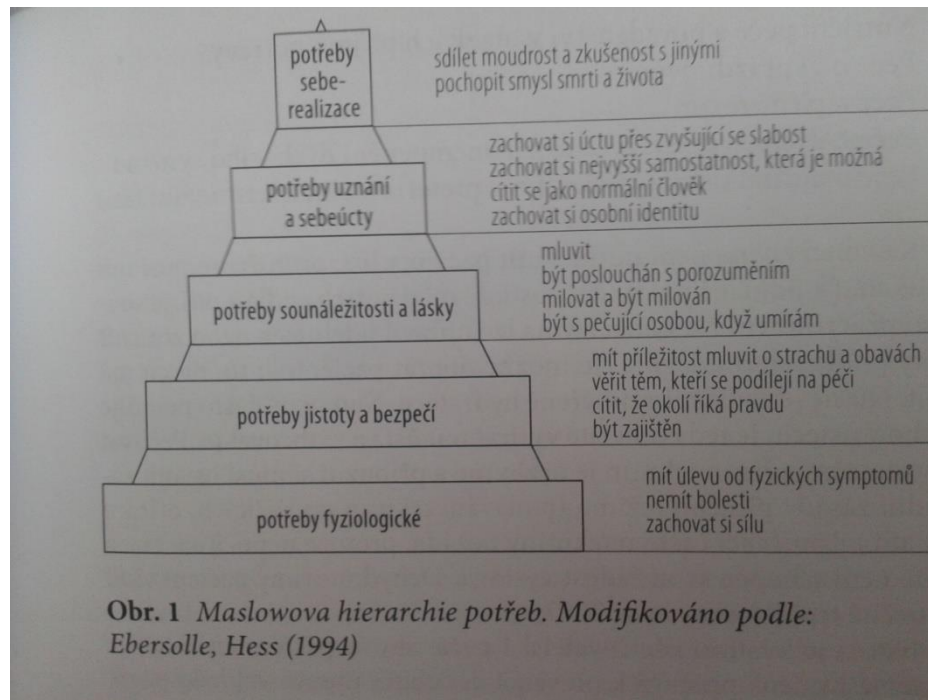 potřeby
sebe-
realizace
sdílet moudrost a zkušenost s jinými
pochopit smysl smrti a života
potřeby uznání
a sebeúcty
zachovat si úctu přes zvyšující se slabost
zachovat si nejvyšší samostatnost, která je možná
cítit se jako normální člověk
zachovat si osobní identitu
potřeby sounáležitosti a lásky
mluvit
být poslouchán s porozuměním
milovat a být milován
být s pečující osobou, když umírám
potřeby jistoty a bezpečí
mít příležitost mluvit o strachu a obavách
věřit těm, kteří se podílejí na péči
cítit, že okolí říká pravdu
být zajištěn
potřeby fyziologické
mít úlevu od fyzických symptomů
nemít bolesti
zachovat si sílu
Obr. 1 Maslowova hierarchie potřeb. Modifikováno podle:
Ebersolle, Hess (1994)